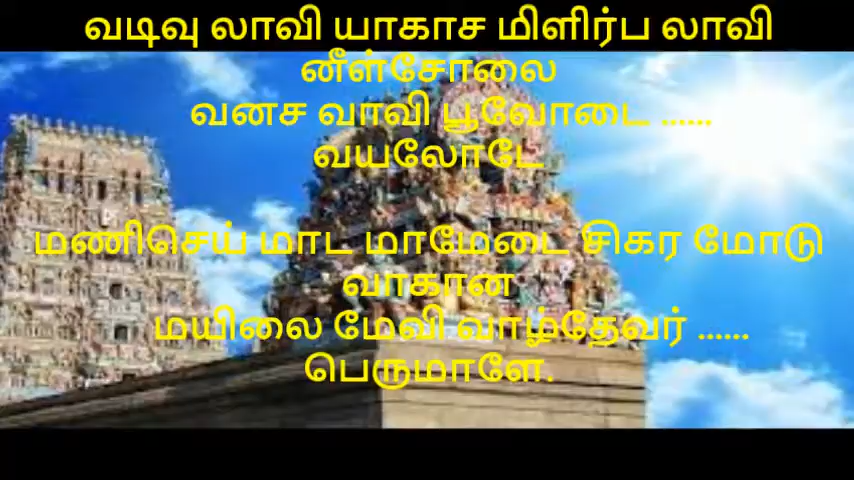 வடிவு லாவி யாகாச மிளிர்ப லாவி
னீள்சோலை
வனச வாவி பூவோடை ......
வயலோடே
மணிசெய் மாட மாமேடை சிகர மோடு
வாகான
மயிலை மேவி வாழ்தேவர் ......
பெருமாளே.